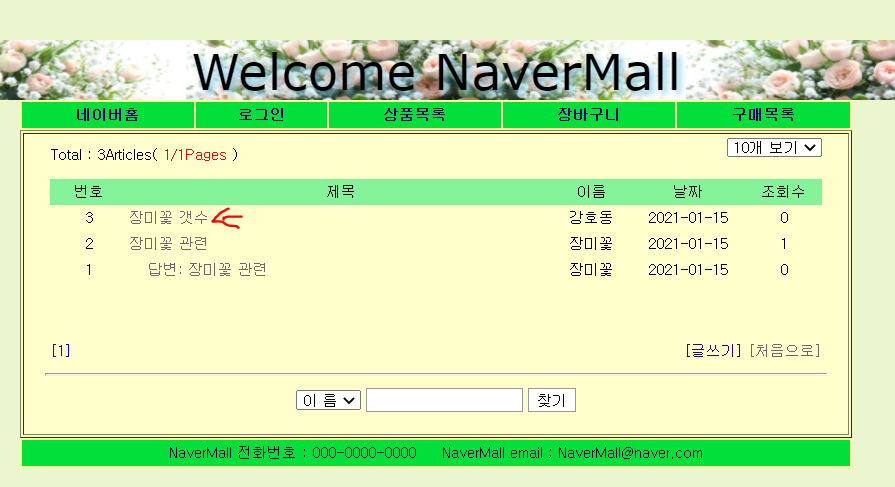 Welcome NaverMall
네이버홈 로그인 상품목록 장바구니 구매목록
Total : 3Articles( 1/1Pages ) 10개 보기
번호 제목 이름 날짜 조회수
3 장미꽃 갯수 강호동 2021-01-15 0
2 장미꽃 관련 장미꽃 2021-01-15 1
1 답변: 장미꽃 관련 장미꽃 2021-01-15 0
[1] [글쓰기] [처음으로]
이 름 찾기
NaverMall 전화번호 : 000-0000-0000 NaverMall email ; NaverMall@naver.com